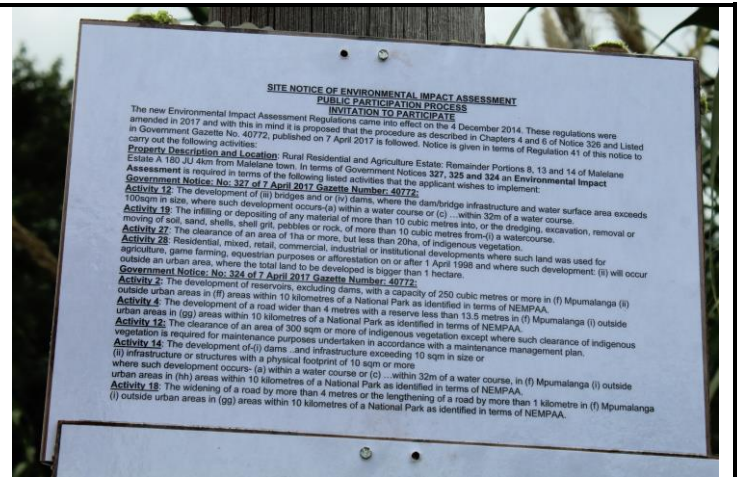 SITE NOTICE OF ENVIRONMENTAL IMPACT ASSESSMENT
PUBLIC PARTICIPATION PROCESS
INVITATION TO PARTICIPATE
The new Environmental Impact Assessment Regulations came into effect on the 4 December 2014. These regulations were
amended in 2017 and with this in mind it is proposed that the procedure as described in Chapters 4 and 6 of Notice 326 and Listed
in Government Gazette No. 40772, published on 7 April 2017 is followed. Notice is given in terms of Regulation 41 of this notice to
carry out the following activities:
Property Description and Location: Rural Residential and Agriculture Estate: Remainder Portions 8, 13 and 14 of Malelane
Estate A 180 JU 4km from Malelane town. In terms of Government Notices 327, 325 and 324 an Environmental Impact
Assessment is required in terms of the following listed activities that the applicant wishes to implement:
Government Notice: No: 327 of 7 April 2017 Gazette Number: 40772:
Activity 12: The development of (iii) bridges and or (iv) dams, where the dam/bridge infrastructure and water surface area exceeds
100sqm in size, where such development occurs-(a) within a water course or (c) ...within 32m of a water course.
Activity 19: The infilling or depositing of any material of more than 10 cubic metres into, or the dredging, excavation, removal or
moving of soil, sand, shells, shell grit, pebbles or rock, of more than 10 cubic metres from-(i) a watercourse.
Activity 27: The clearance of an area of 1ha or more, but less than 20ha, of indigenous vegetation.
Activity 28: Residential, mixed, retail, commercial, industrial or institutional developments where such land was used for
agriculture, game farming, equestrian purposes or afforestation on or after 1 April 1998 and where such development: (ii) will occur
outside an urban area, where the total land to be developed is bigger than 1 hectare.
Government Notice: No: 324 of 7 April 2017 Gazette Number: 40772:
Activity 2: The development of reservoirs, excluding dams, with a capacity of 250 cubic metres or more in (f) Mpumalanga (ii)
outside urban areas in (ff) areas within 10 kilometres of a National Park as identified in terms of NEMPAA.
Activity 4: The development of a road wider than 4 metres with a reserve less than 13.5 metres in (f) Mpumalanga (i) outside
urban areas in (gg) areas within 10 kilometres of a National Park as identified in terms of NEMPAA.
Activity 12: The clearance of an area of 300 sqm or more of indigenous vegetation except where such clearance of indigenous
vegetation is required for maintenance purposes undertaken in accordance with a maintenance management plan.
Activity 14: The development of-(i) dams ..and infrastructure exceeding 10 sqm in size or
(ii) infrastructure or structures with a physical footprint of 10 sqm or more
where such development occurs- (a) within a water course or (c) ...within 32m of a water course, in (f) Mpumalanga (i) outside
urban areas in (hh) areas within 10 kilometres of a National Park as identified in terms of NEMPAA.
Activity 18: The widening of a road by more than 4 metres or the lengthening of a road by more than 1 kilometre in (f) Mpumalanga
(i) outside urban areas in (gg) areas within 10 kilometres of a National Park as identified in terms of NEMPAA.